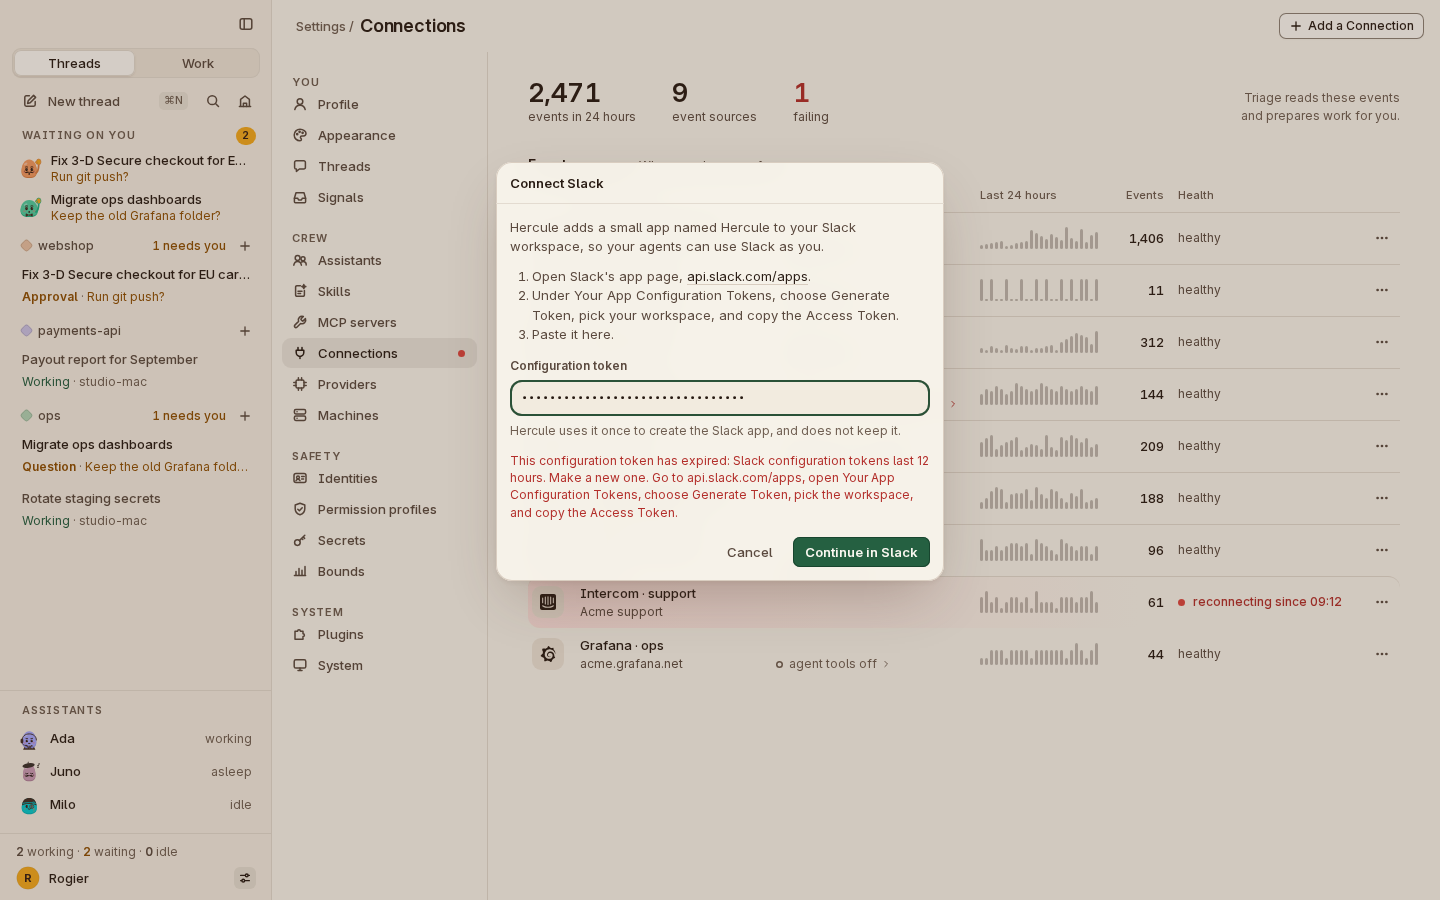 Threads
Work
New thread
⌘N
WAITING ON YOU
2
Fix 3-D Secure checkout for E…
Run git push?
Migrate ops dashboards
Keep the old Grafana folder?
webshop
1 needs you
Fix 3-D Secure checkout for EU car…
Approval · Run git push?
payments-api
Payout report for September
Working · studio-mac
ops
1 needs you
Migrate ops dashboards
Question · Keep the old Grafana fold…
Rotate staging secrets
Working · studio-mac
ASSISTANTS
Ada
working
Juno
asleep
Milo
idle
2 working · 2 waiting · 0 idle
R
Rogier
Settings / Connections
Add a Connection
YOU
Profile
Appearance
Threads
Signals
CREW
Assistants
Skills
MCP servers
Connections
Providers
Machines
SAFETY
Identities
Permission profiles
Secrets
Bounds
SYSTEM
Plugins
System
2,471
events in 24 hours
9
event sources
1
failing
Triage reads these events
and prepares work for you.
Last 24 hours
Events
Health
1,406
healthy
11
healthy
312
healthy
144
healthy
209
healthy
188
healthy
96
healthy
Intercom · support
Acme support
61
reconnecting since 09:12
Grafana · ops
acme.grafana.net
agent tools off
44
healthy
Connect Slack
Hercule adds a small app named Hercule to your Slack
workspace, so your agents can use Slack as you.
1. Open Slack's app page, api.slack.com/apps.
2. Under Your App Configuration Tokens, choose Generate
Token, pick your workspace, and copy the Access Token.
3. Paste it here.
Configuration token
Hercule uses it once to create the Slack app, and does not keep it.
This configuration token has expired: Slack configuration tokens last 12
hours. Make a new one. Go to api.slack.com/apps, open Your App
Configuration Tokens, choose Generate Token, pick the workspace,
and copy the Access Token.
Cancel
Continue in Slack